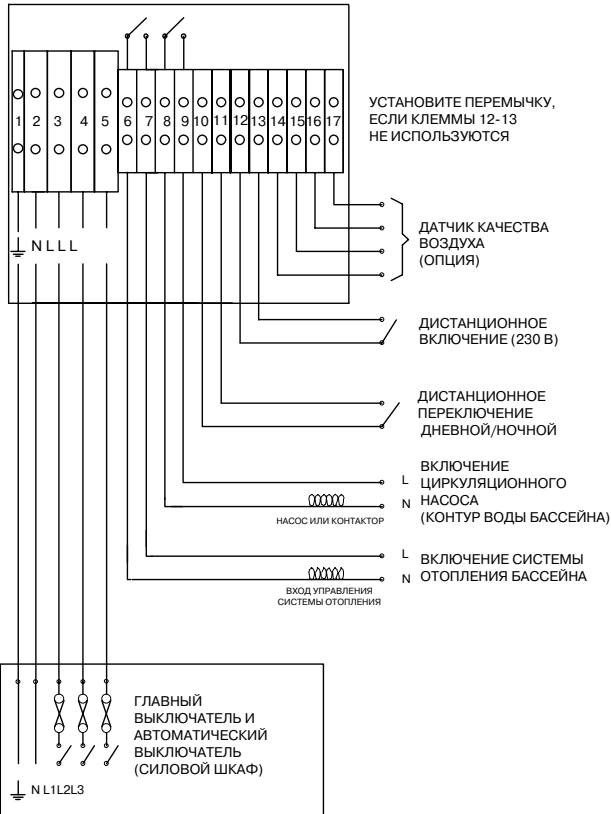 1 2 3 4 5 6 7 8 9 10 11 12 13 14 15 16 17
УСТАНОВИТЕ ПЕРЕМЫЧКУ,
ЕСЛИ КЛЕММЫ 12-13
НЕ ИСПОЛЬЗУЮТСЯ
N L L L
ДАТЧИК КАЧЕСТВА
ВОЗДУХА
(ОПЦИЯ)
ДИСТАНЦИОННОЕ
ВКЛЮЧЕНИЕ (230 В)
ДИСТАНЦИОННОЕ
ПЕРЕКЛЮЧЕНИЕ
ДНЕВНОЙ/НОЧНОЙ
L
N
ВКЛЮЧЕНИЕ
ЦИРКУЛЯЦИОННОГО
НАСОСА
(КОНТУР ВОДЫ БАССЕЙНА)
НАСОС ИЛИ КОНТАКТОР
L
N
ВКЛЮЧЕНИЕ СИСТЕМЫ
ОТОПЛЕНИЯ БАССЕЙНА
ВХОД УПРАВЛЕНИЯ
СИСТЕМЫ ОТОПЛЕНИЯ
ГЛАВНЫЙ
ВЫКЛЮЧАТЕЛЬ И
АВТОМАТИЧЕСКИЙ
ВЫКЛЮЧАТЕЛЬ
(СИЛОВОЙ ШКАФ)
N L1L2L3